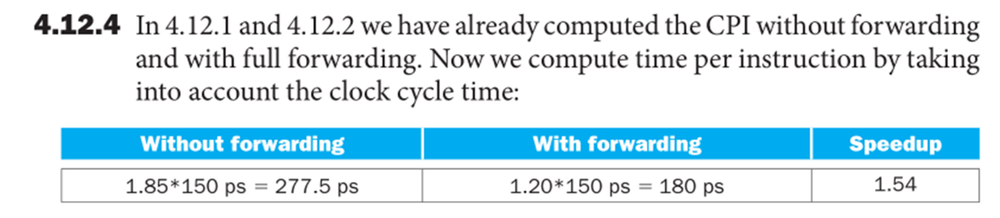 4.12.4 In 4.12.1 and 4.12.2 we have already computed the CPI without forwarding
and with full forwarding. Now we compute time per instruction by taking
into account the clock cycle time:
Without forwarding With forwarding Speedup
1.85*150 ps = 277.5 ps 1.20*150 ps = 180 ps 1.54